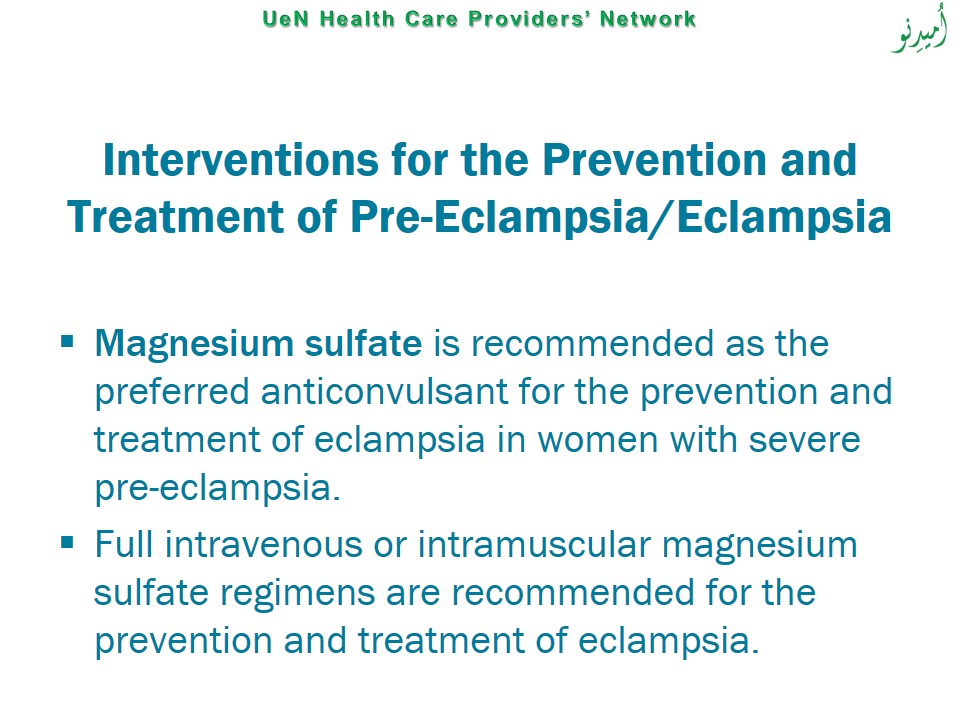 UeN Health Care Providers’ Network
أُميدِنو
Interventions for the Prevention and
Treatment of Pre-Eclampsia/Eclampsia
▪ Magnesium sulfate is recommended as the
preferred anticonvulsant for the prevention and
treatment of eclampsia in women with severe
pre-eclampsia.
▪ Full intravenous or intramuscular magnesium
sulfate regimens are recommended for the
prevention and treatment of eclampsia.